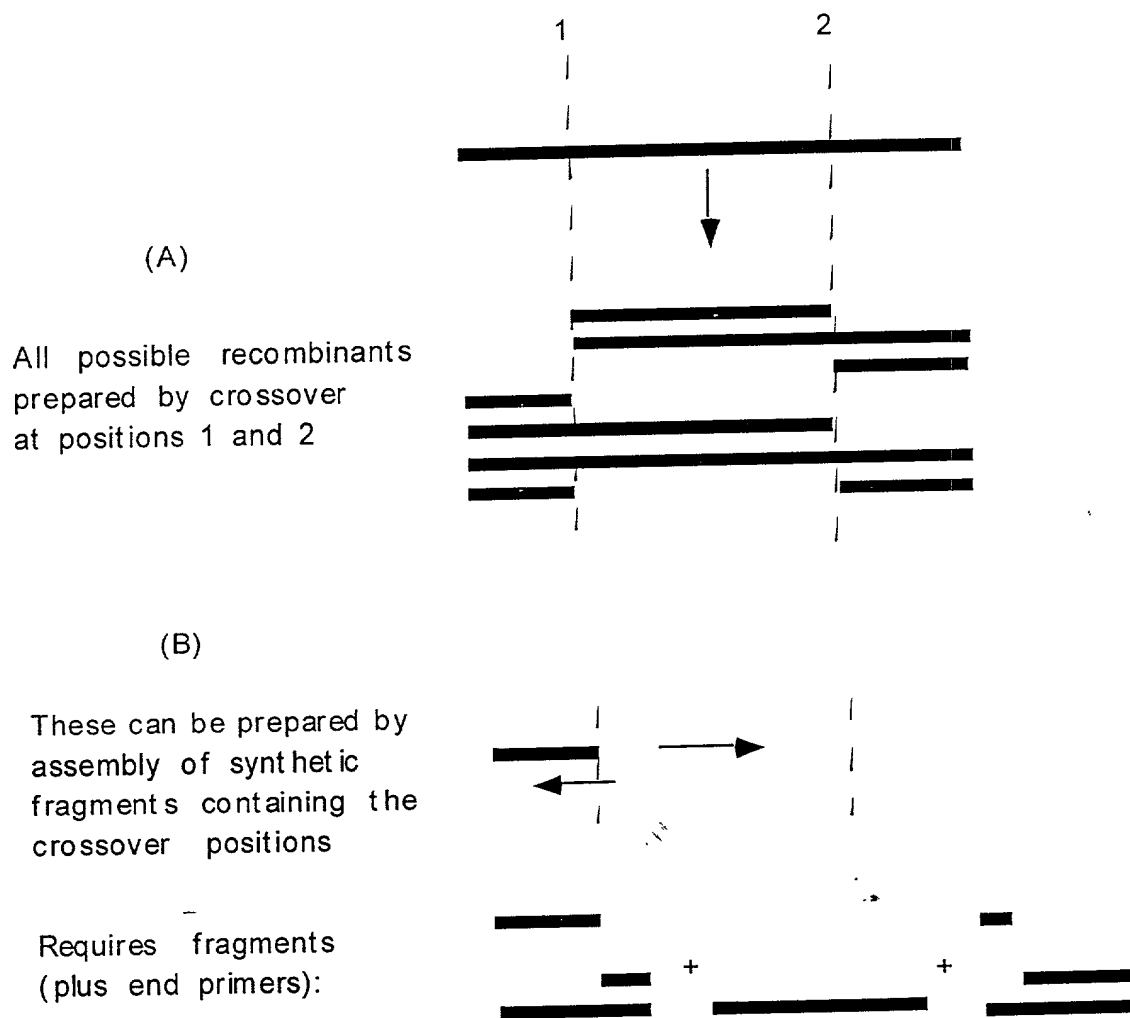 1 2
(A)
All possible recombinants
prepared by crossover
at positions 1 and 2
(B)
These can be prepared by
assembly of synthetic
fragments containing the
crossover positions
Requires fragments
(plus end primers):
+ +